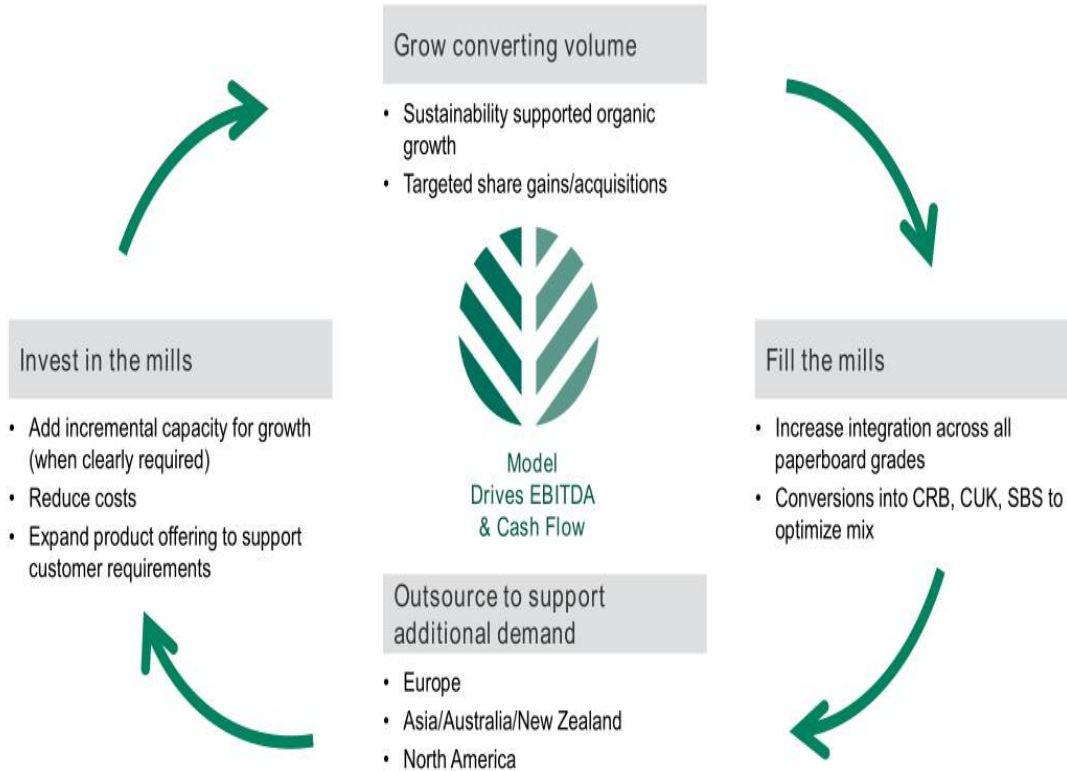 Grow converting volume
• Sustainability supported organic
growth
• Targeted share gains/acquisitions
Fill the mills
• Increase integration across all
paperboard grades
• Conversions into CRB, CUK, SBS to
optimize mix
Outsource to support
additional demand
• Europe
• Asia/Australia/New Zealand
• North America
Invest in the mills
• Add incremental capacity for growth
(when clearly required)
• Reduce costs
• Expand product offering to support
customer requirements
Model
Drives EBITDA
& Cash Flow